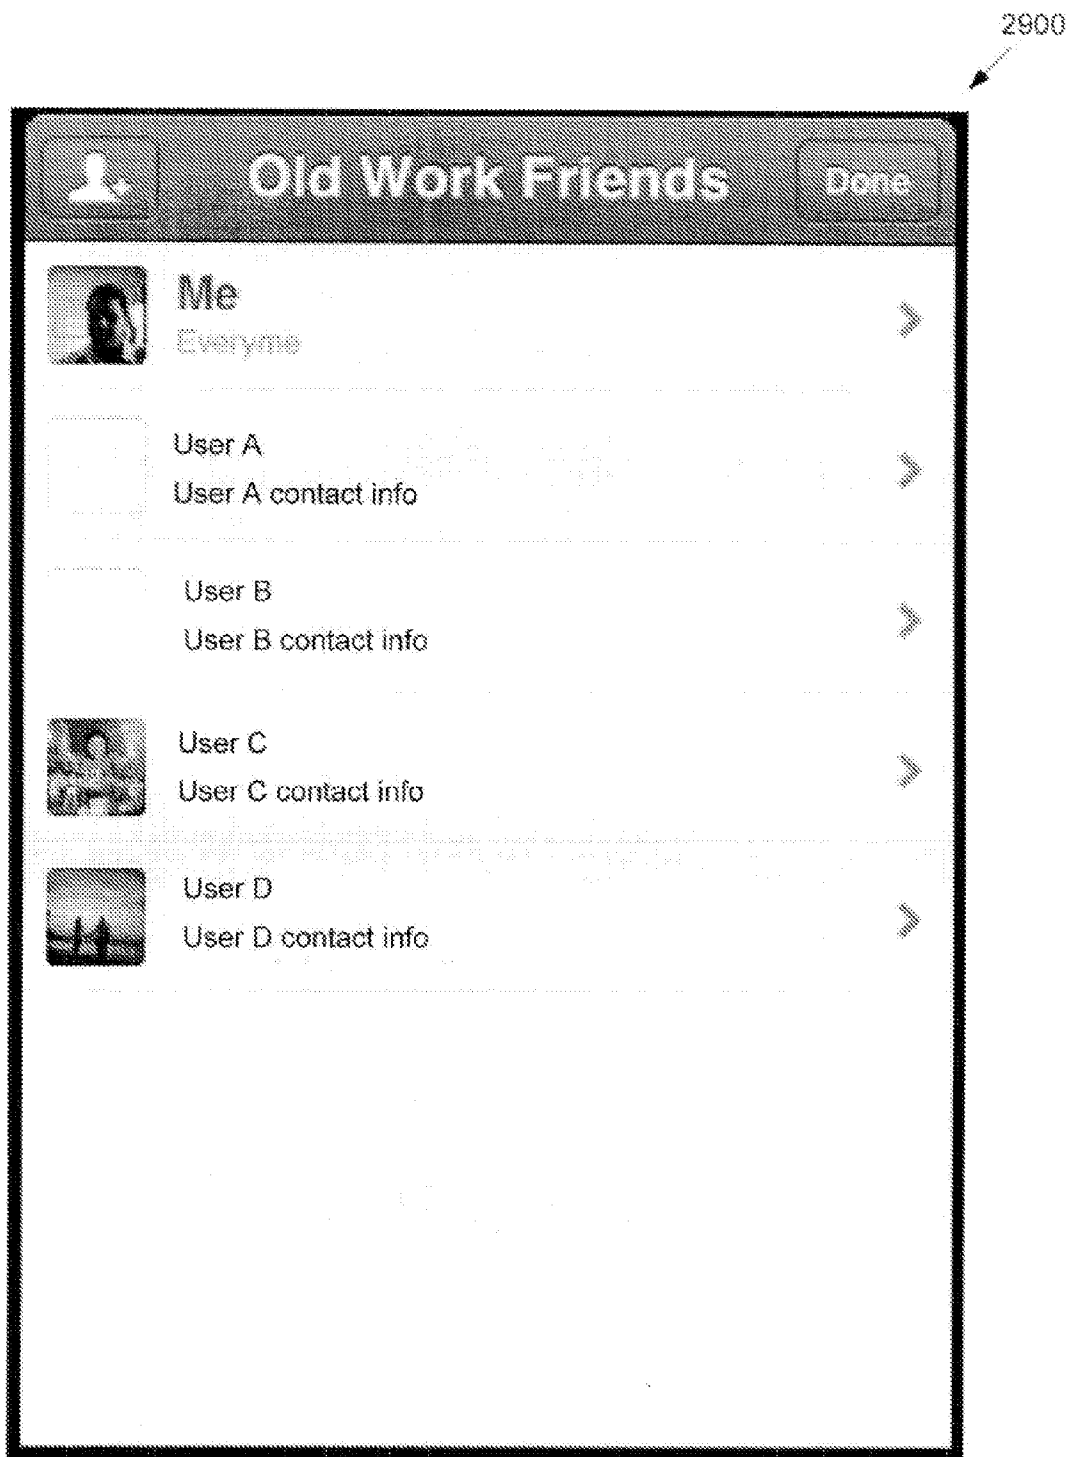 2900
Old Work Friends
Done
Me
Everyme
User A
User A contact info
User B
User B contact info
User C
User C contact info
User D
User D contact info